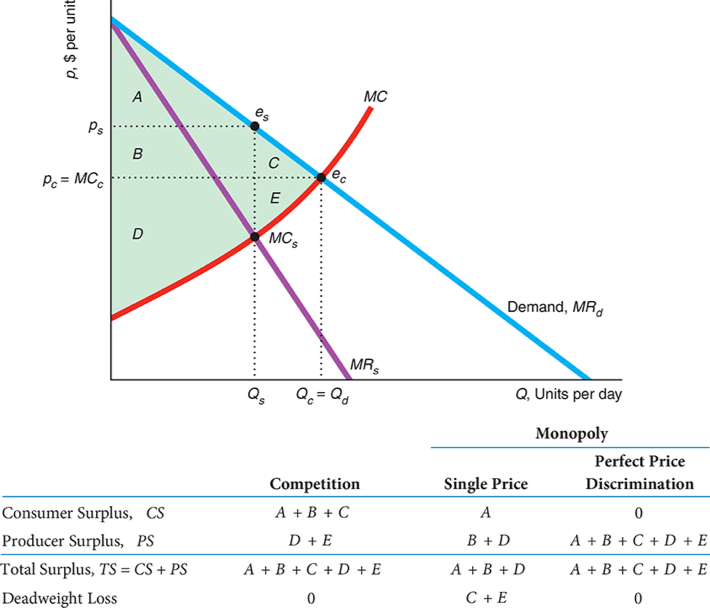 p, $ per unit
MC
A
e_s
p_s
B
C
p_c = MC_c
e_c
E
D
MC_s
Demand, MR_d
MR_s
Q_s
Q_c = Q_d
Q, Units per day
Monopoly
Competition Single Price Perfect Price Discrimination
Consumer Surplus, CS A + B + C A 0
Producer Surplus, PS D + E B + D A + B + C + D + E
Total Surplus, TS = CS + PS A + B + C + D + E A + B + D A + B + C + D + E
Deadweight Loss 0 C + E 0